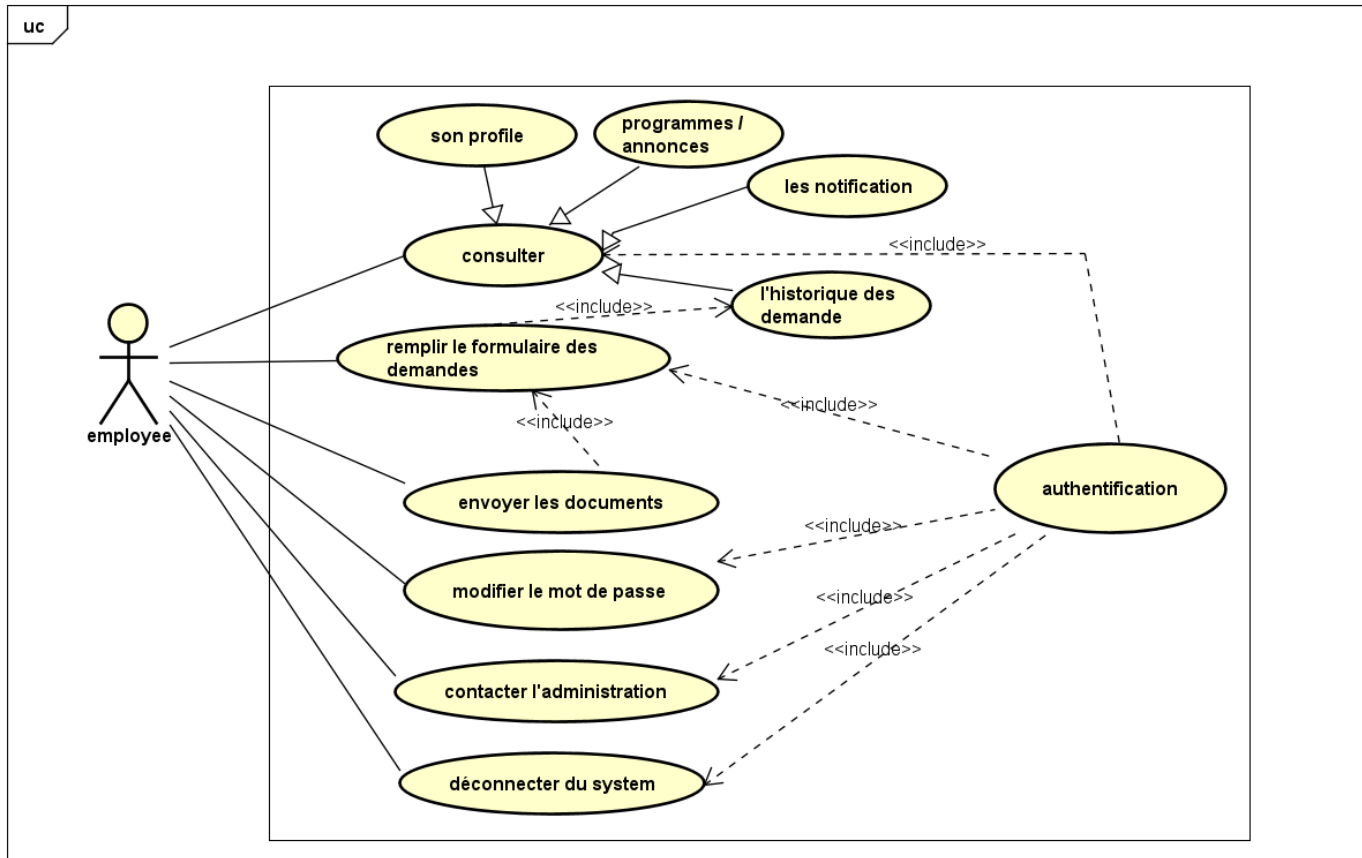 uc
son profile
programmes /
annonces
les notification
consulter
<<include>>
l'historique des
demande
<<include>>
remplir le formulaire des
demandes
<<include>>
<<include>>
employee
envoyer les documents
authentification
<<include>>
modifier le mot de passe
<<include>>
<<include>>
contacter l'administration
déconnecter du system